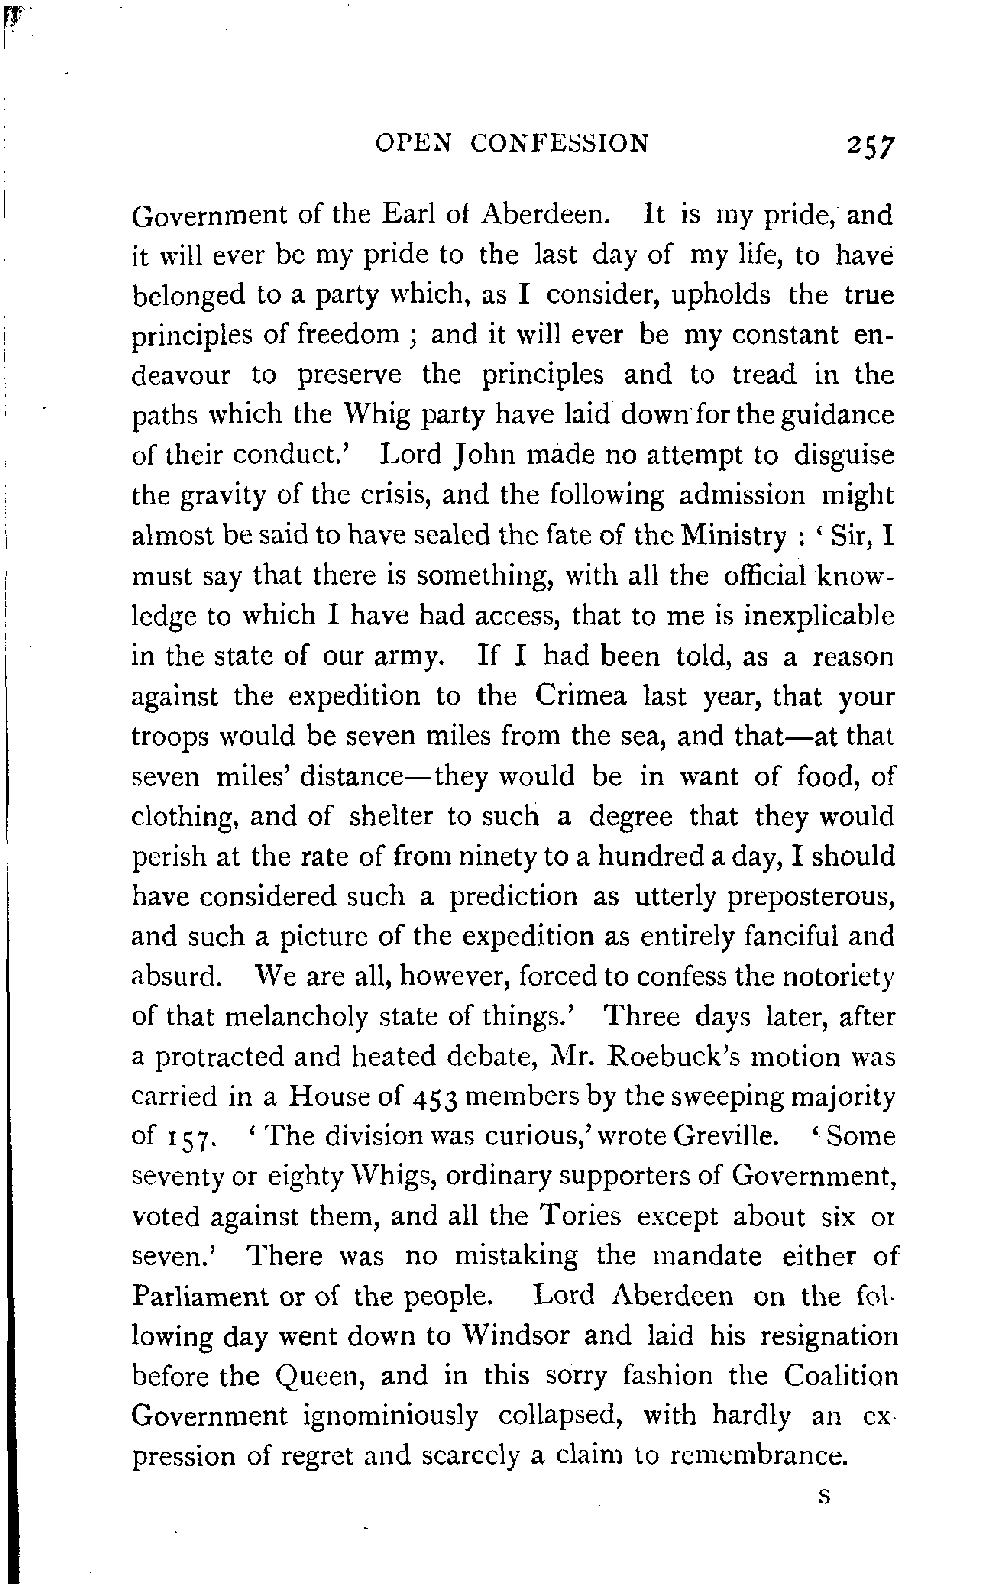 OPEN CONFESSION 257
Government of the Earl of Aberdeen. It is my pride, and
it will ever be my pride to the last day of my life, to have
belonged to a party which, as I consider, upholds the true
principles of freedom ; and it will ever be my constant en-
deavour to preserve the principles and to tread in the
paths which the Whig party have laid down for the guidance
of their conduct.' Lord John made no attempt to disguise
the gravity of the crisis, and the following admission might
almost be said to have sealed the fate of the Ministry : ‘ Sir, I
must say that there is something, with all the official know-
ledge to which I have had access, that to me is inexplicable
in the state of our army. If I had been told, as a reason
against the expedition to the Crimea last year, that your
troops would be seven miles from the sea, and that—at that
seven miles' distance—they would be in want of food, of
clothing, and of shelter to such a degree that they would
perish at the rate of from ninety to a hundred a day, I should
have considered such a prediction as utterly preposterous,
and such a picture of the expedition as entirely fanciful and
absurd. We are all, however, forced to confess the notoriety
of that melancholy state of things.' Three days later, after
a protracted and heated debate, Mr. Roebuck's motion was
carried in a House of 453 members by the sweeping majority
of 157. ‘ The division was curious,’ wrote Greville. ‘ Some
seventy or eighty Whigs, ordinary supporters of Government,
voted against them, and all the Tories except about six or
seven.' There was no mistaking the mandate either of
Parliament or of the people. Lord Aberdeen on the fol-
lowing day went down to Windsor and laid his resignation
before the Queen, and in this sorry fashion the Coalition
Government ignominiously collapsed, with hardly an ex-
pression of regret and scarcely a claim to remembrance.
S